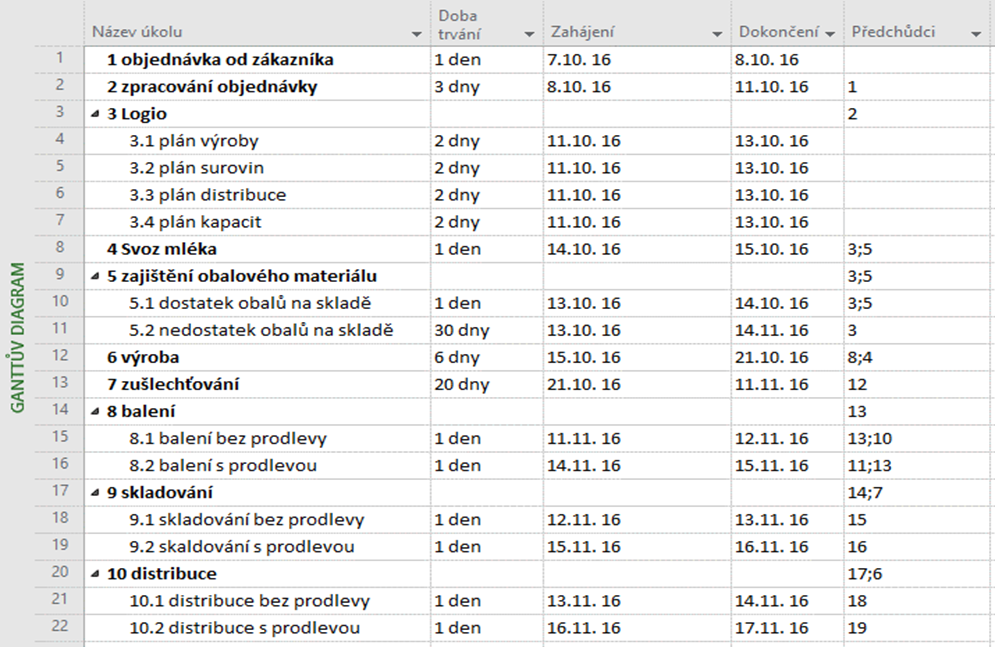 Název úkolu Doba trvání Zahájení Dokončení Předchůdci
1 1 objednávka od zákazníka 1 den 7.10. 16 8.10. 16
2 2 zpracování objednávky 3 dny 8.10. 16 11.10. 16 1
3 3 Logio 2
4 3.1 plán výroby 2 dny 11.10. 16 13.10. 16
5 3.2 plán surovin 2 dny 11.10. 16 13.10. 16
6 3.3 plán distribuce 2 dny 11.10. 16 13.10. 16
7 3.4 plán kapacit 2 dny 11.10. 16 13.10. 16
8 4 Svoz mléka 1 den 14.10. 16 15.10. 16 3;5
9 5 zajištění obalového materiálu 3;5
10 5.1 dostatek obalů na skladě 1 den 13.10. 16 14.10. 16 3;5
11 5.2 nedostatek obalů na skladě 30 dny 13.10. 16 14.11. 16 3
12 6 výroba 6 dny 15.10. 16 21.10. 16 8;4
13 7 zušlechťování 20 dny 21.10. 16 11.11. 16 12
14 8 balení 13
15 8.1 balení bez prodlevy 1 den 11.11. 16 12.11. 16 13;10
16 8.2 balení s prodlevou 1 den 14.11. 16 15.11. 16 11;13
17 9 skladování 14;7
18 9.1 skladování bez prodlevy 1 den 12.11. 16 13.11. 16 15
19 9.2 skaldování s prodlevou 1 den 15.11. 16 16.11. 16 16
20 10 distribuce 17;6
21 10.1 distribuce bez prodlevy 1 den 13.11. 16 14.11. 16 18
22 10.2 distribuce s prodlevou 1 den 16.11. 16 17.11. 16 19
GANTTŮV DIAGRAM